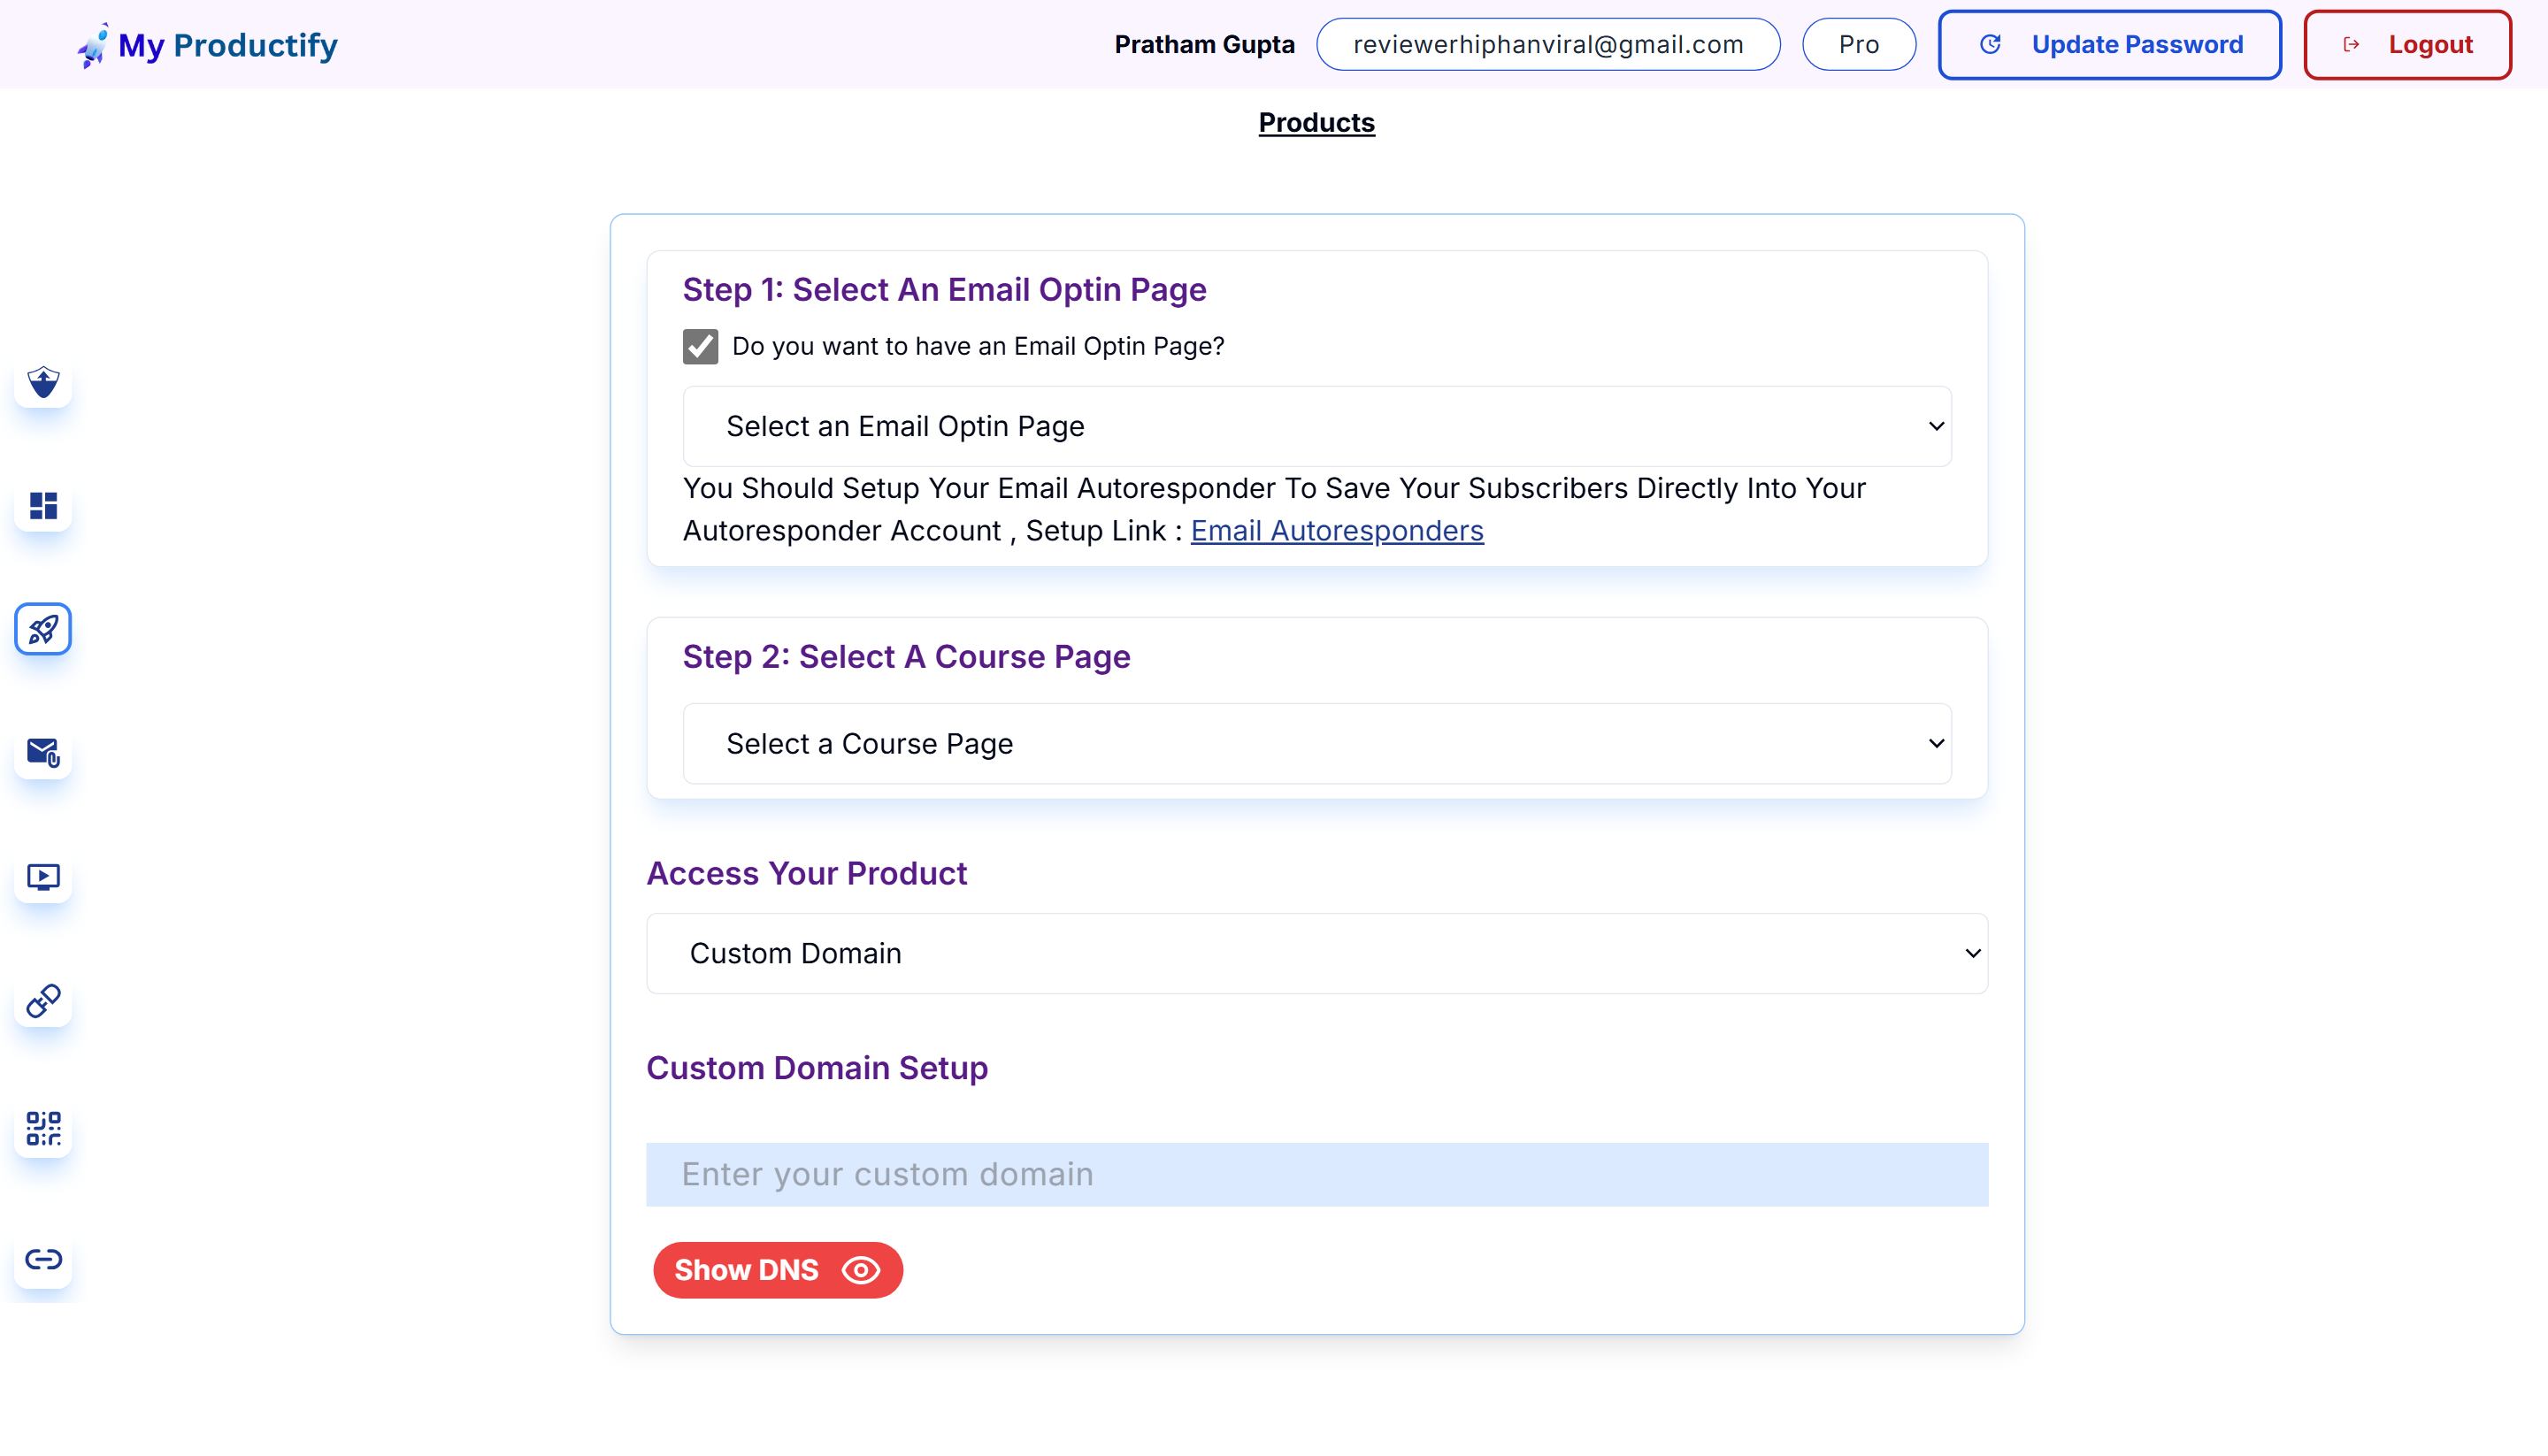 My Productify
Pratham Gupta
reviewerhiphanviral@gmail.com
Pro
Update Password
Logout
Products
Step 1: Select An Email Optin Page
Do you want to have an Email Optin Page?
Select an Email Optin Page
You Should Setup Your Email Autoresponder To Save Your Subscribers Directly Into Your
Autoresponder Account , Setup Link : Email Autoresponders
Step 2: Select A Course Page
Select a Course Page
Access Your Product
Custom Domain
Custom Domain Setup
Enter your custom domain
Show DNS